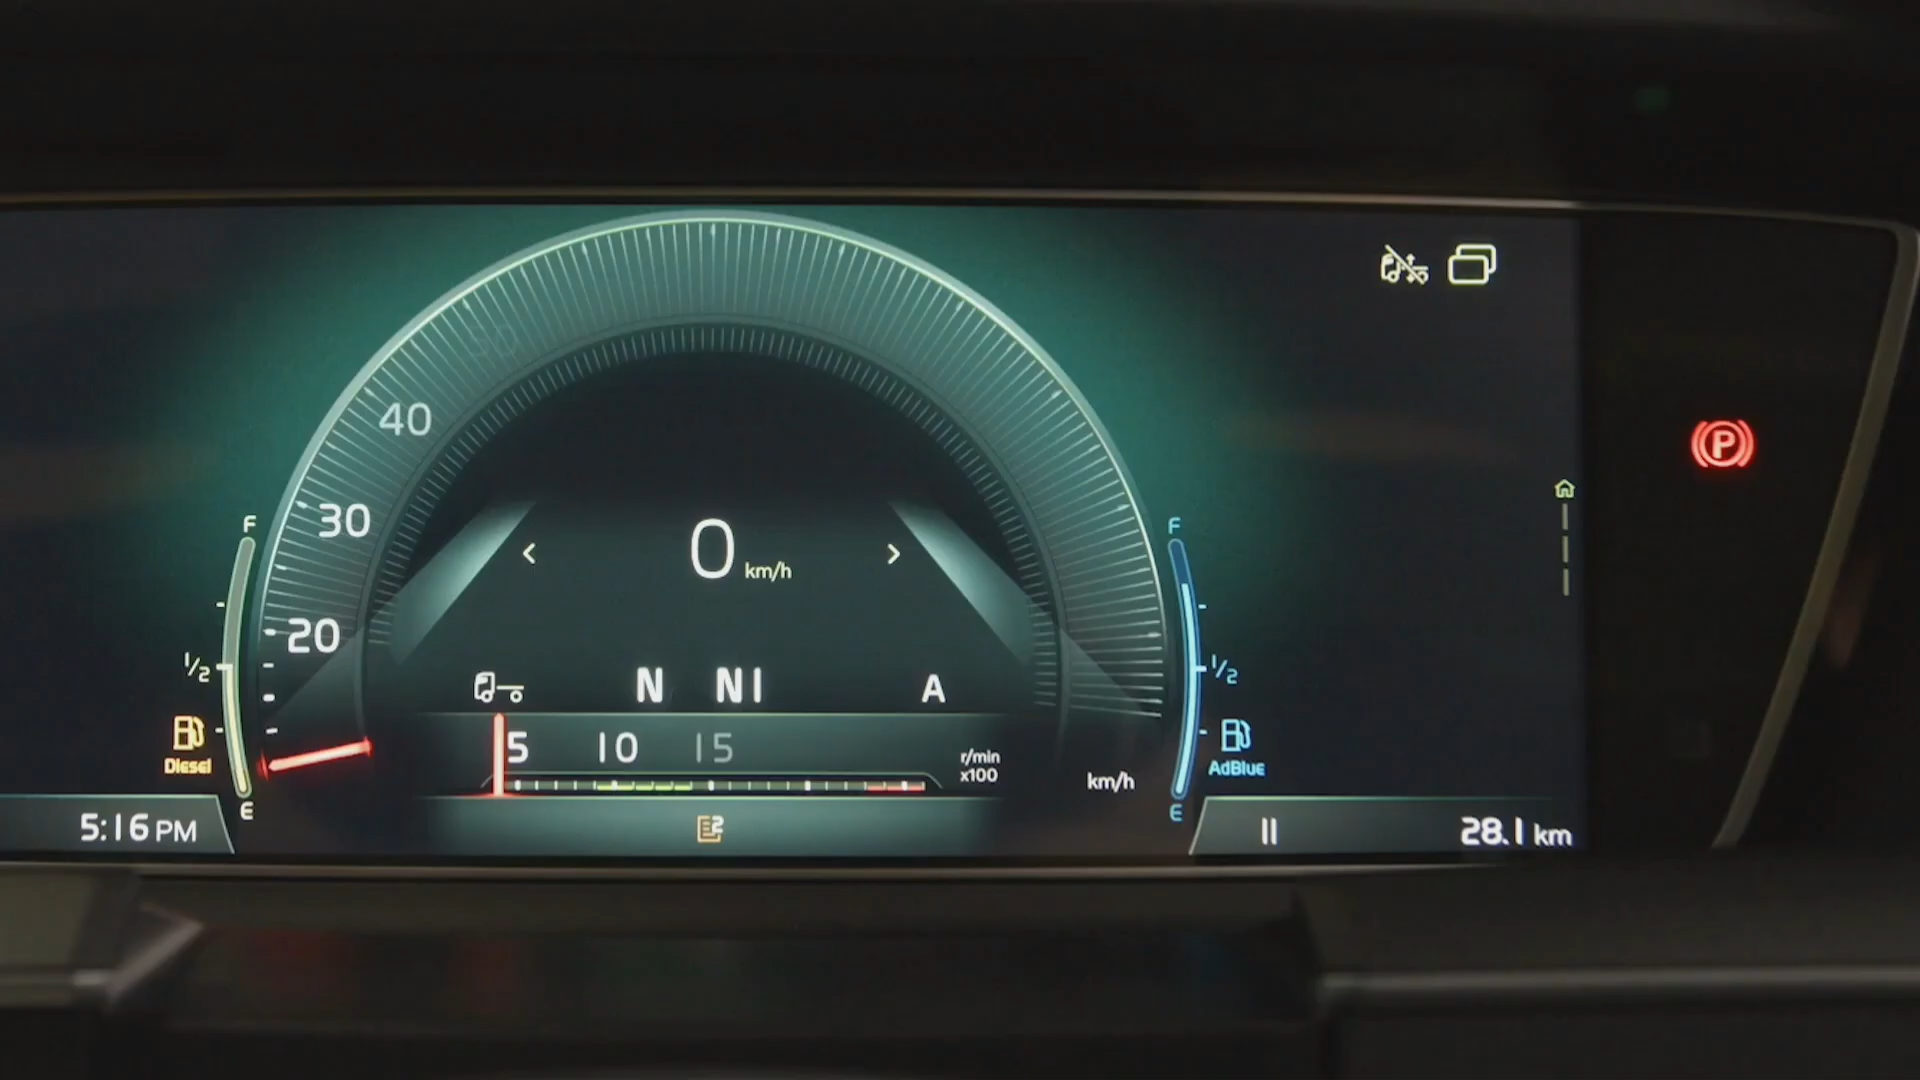 40
30
0 km/h
20
F
F
1/2
1/2
N NI A
5 10 15
r/min
x100
Diesel
AdBlue
km/h
E
E
2
5:16 PM
28.1 km
P